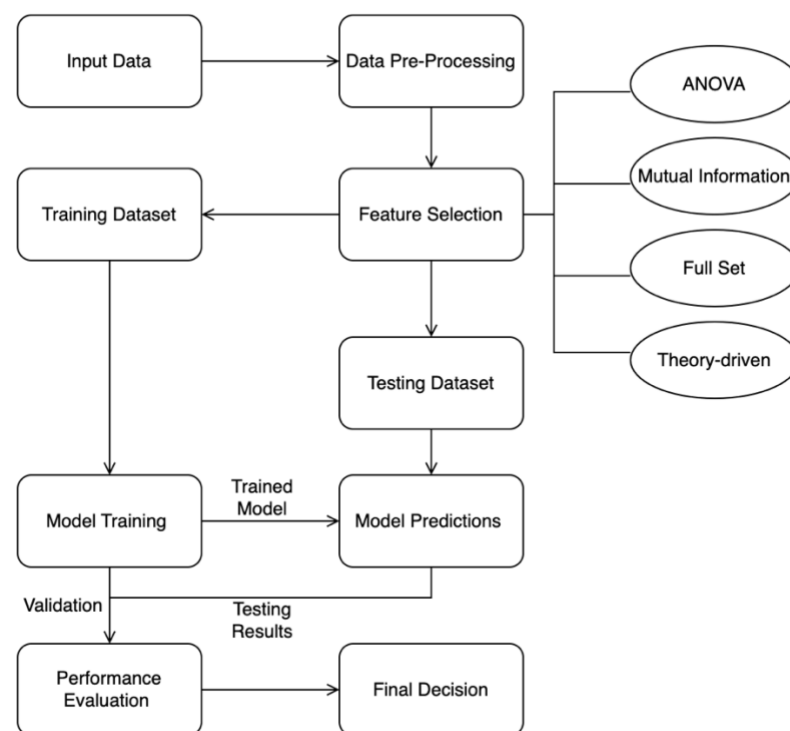 Input Data
Data Pre-Processing
ANOVA
Mutual Information
Training Dataset
Feature Selection
Full Set
Theory-driven
Testing Dataset
Model Training
Trained
Model
Model Predictions
Validation
Testing
Results
Performance
Evaluation
Final Decision